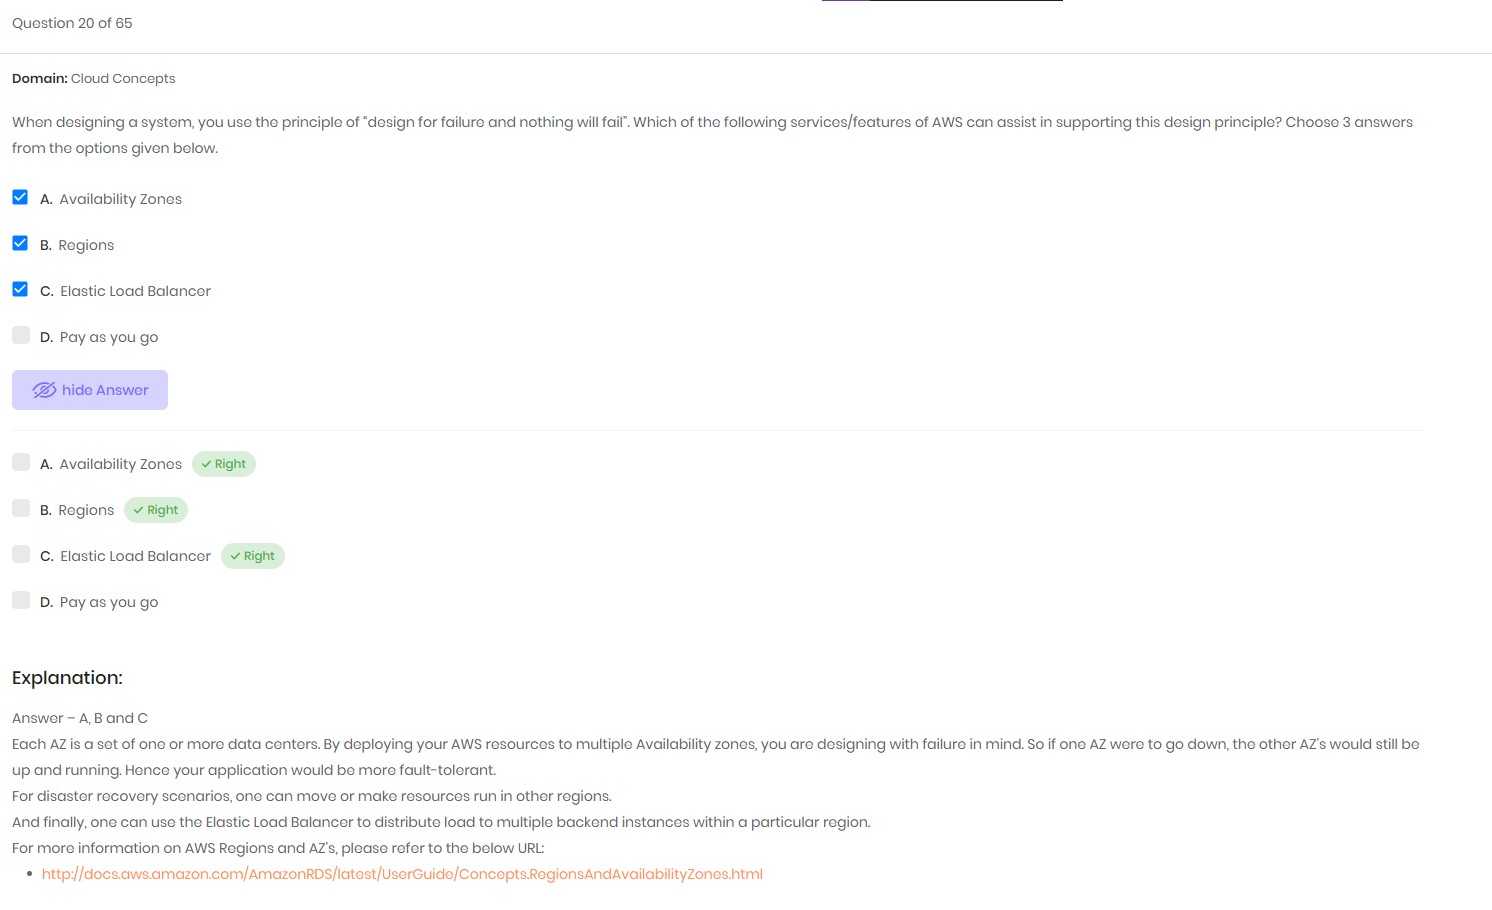 Question 20 of 65
Domain: Cloud Concepts
When designing a system, you use the principle of “design for failure and nothing will fail”. Which of the following services/features of AWS can assist in supporting this design principle? Choose 3 answers
from the options given below.
A. Availability Zones
B. Regions
C. Elastic Load Balancer
D. Pay as you go
hide Answer
A. Availability Zones Right
B. Regions Right
C. Elastic Load Balancer Right
D. Pay as you go
Explanation:
Answer – A, B and C
Each AZ is a set of one or more data centers. By deploying your AWS resources to multiple Availability zones, you are designing with failure in mind. So if one AZ were to go down, the other AZ’s would still be
up and running. Hence your application would be more fault-tolerant.
For disaster recovery scenarios, one can move or make resources run in other regions.
And finally, one can use the Elastic Load Balancer to distribute load to multiple backend instances within a particular region.
For more information on AWS Regions and AZ’s, please refer to the below URL:
http://docs.aws.amazon.com/AmazonRDS/latest/UserGuide/Concepts.RegionsAndAvailabilityZones.html